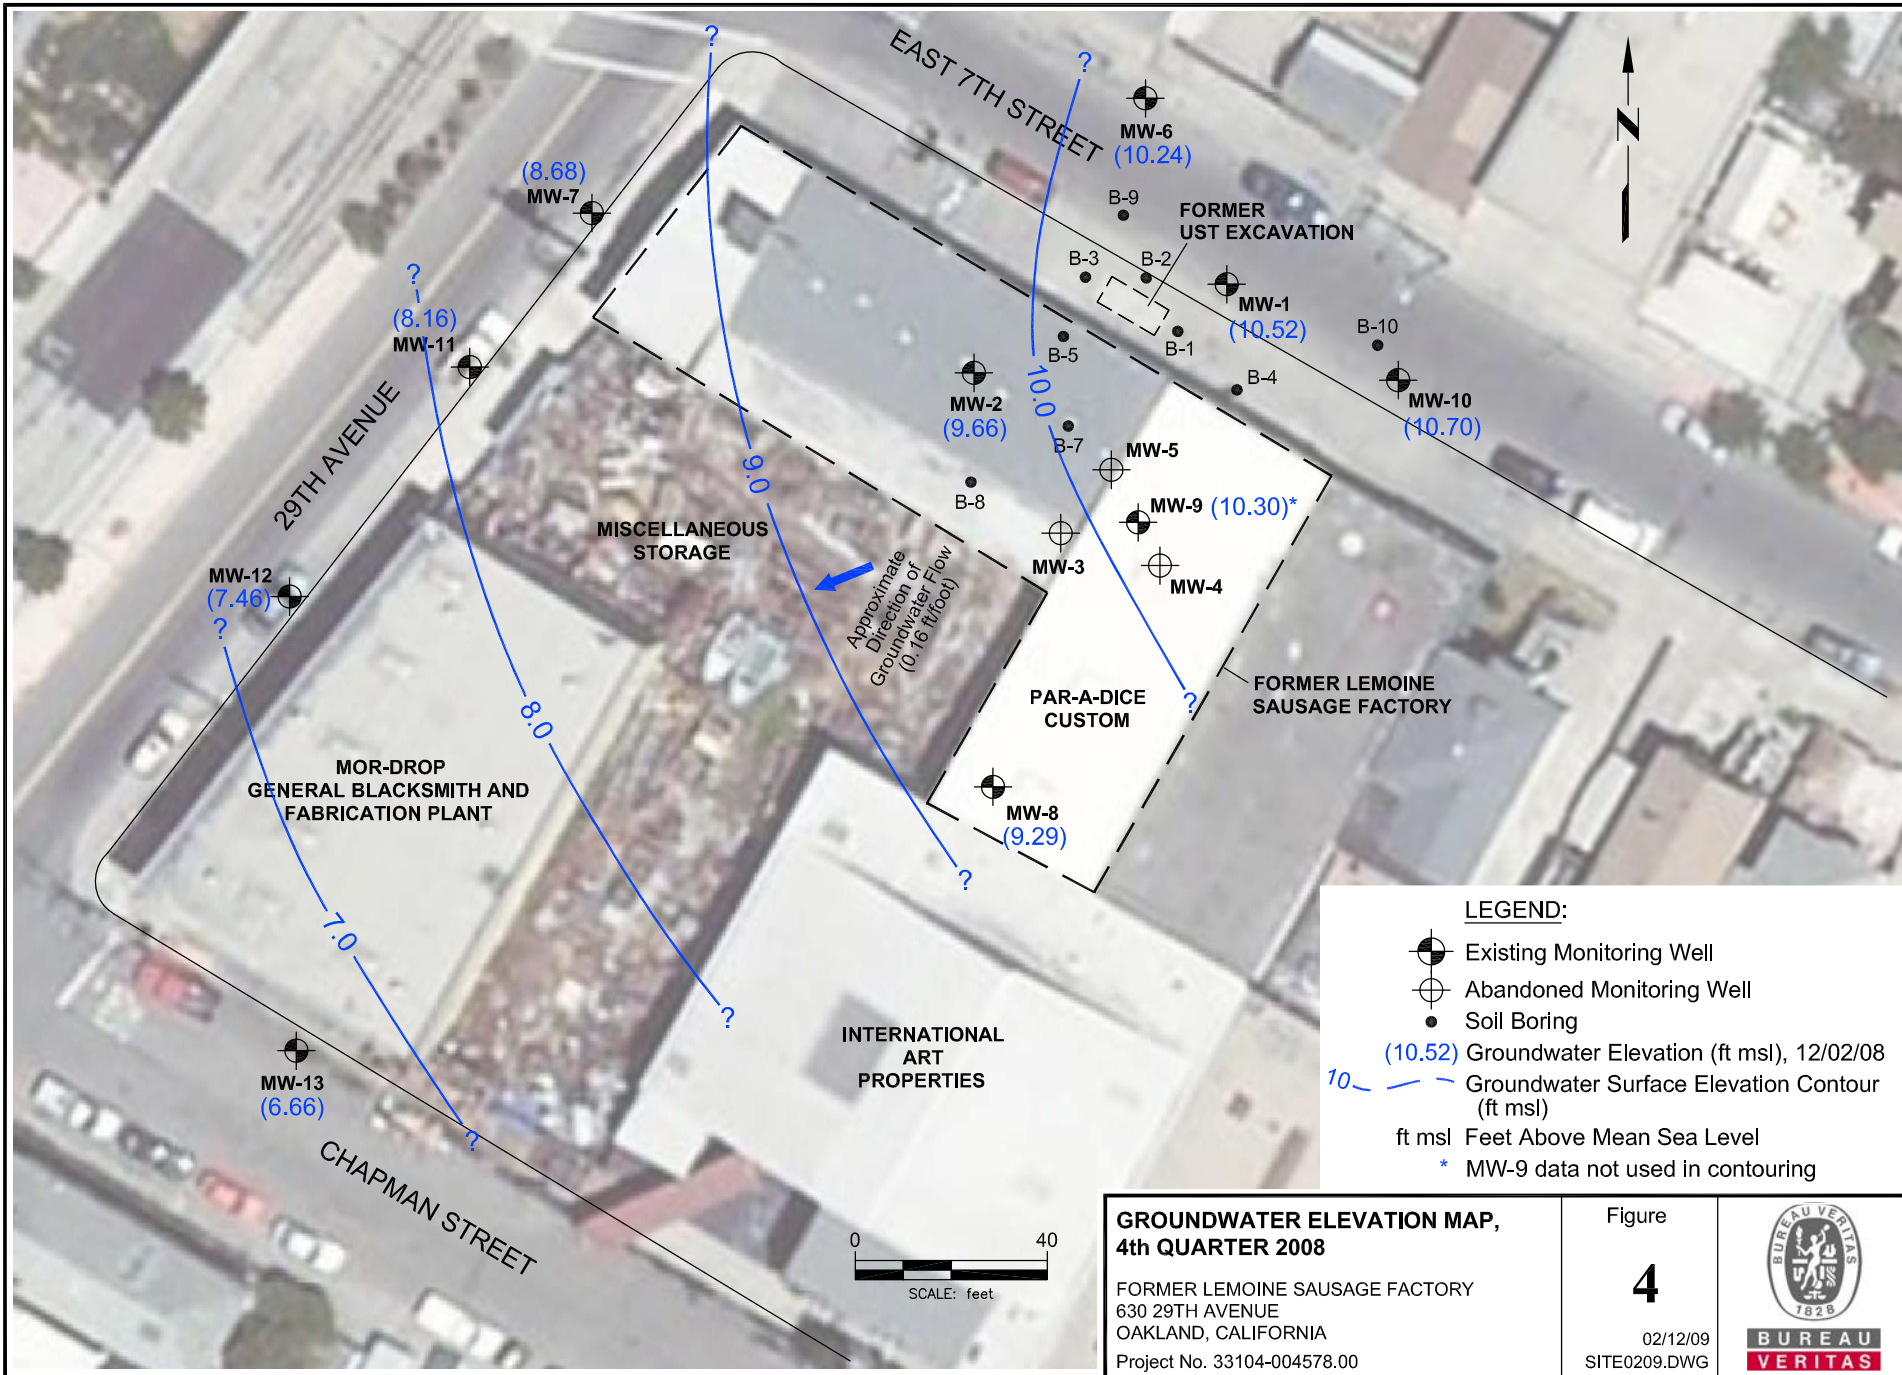 EAST 7TH STREET
?
?
MW-6
(10.24)
(8.68)
MW-7
B-9
FORMER
UST EXCAVATION
B-3
B-2
?
(8.16)
MW-11
MW-1
(10.52)
B-10
B-1
B-5
B-4
MW-2
(9.66)
10.0
MW-10
(10.70)
29TH AVENUE
B-7
MW-5
9.0
B-8
MW-9 (10.30)*
MISCELLANEOUS
STORAGE
MW-3
MW-4
Approximate
Direction of
Groundwater Flow
(0.16 ft/foot)
MW-12
(7.46)
?
FORMER LEMOINE
SAUSAGE FACTORY
PAR-A-DICE
CUSTOM
?
8.0
MOR-DROP
GENERAL BLACKSMITH AND
FABRICATION PLANT
MW-8
(9.29)
?
7.0
?
INTERNATIONAL
ART
PROPERTIES
MW-13
(6.66)
?
CHAPMAN STREET
N
LEGEND:
Existing Monitoring Well
Abandoned Monitoring Well
Soil Boring
(10.52) Groundwater Elevation (ft msl), 12/02/08
10 Groundwater Surface Elevation Contour
(ft msl)
ft msl Feet Above Mean Sea Level
* MW-9 data not used in contouring
0 40
SCALE: feet
GROUNDWATER ELEVATION MAP,
4th QUARTER 2008
FORMER LEMOINE SAUSAGE FACTORY
630 29TH AVENUE
OAKLAND, CALIFORNIA
Project No. 33104-004578.00
Figure
4
02/12/09
SITE0209.DWG
BUREAU VERITAS
1828
BUREAU
VERITAS